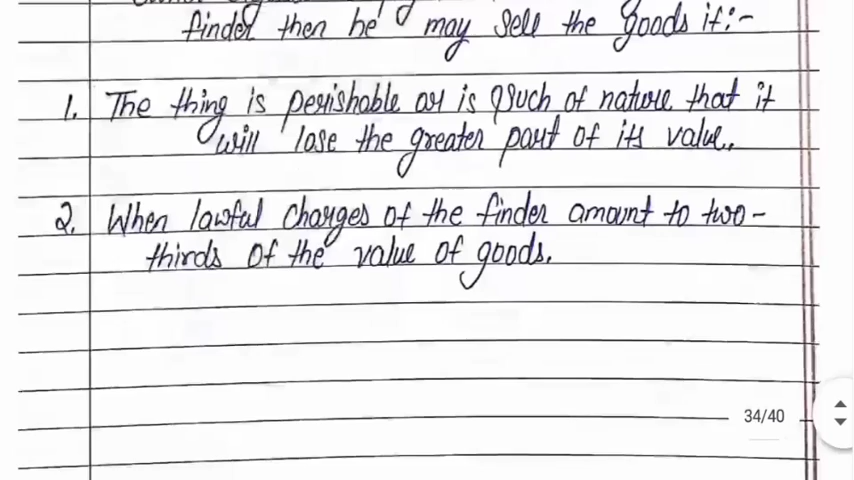 finder then he may sell the goods if:-
1. The thing is perishable or is such of nature that it
will lose the greater part of its value.
2. When lawful charges of the finder amount to two-
thirds of the value of goods.
34/40